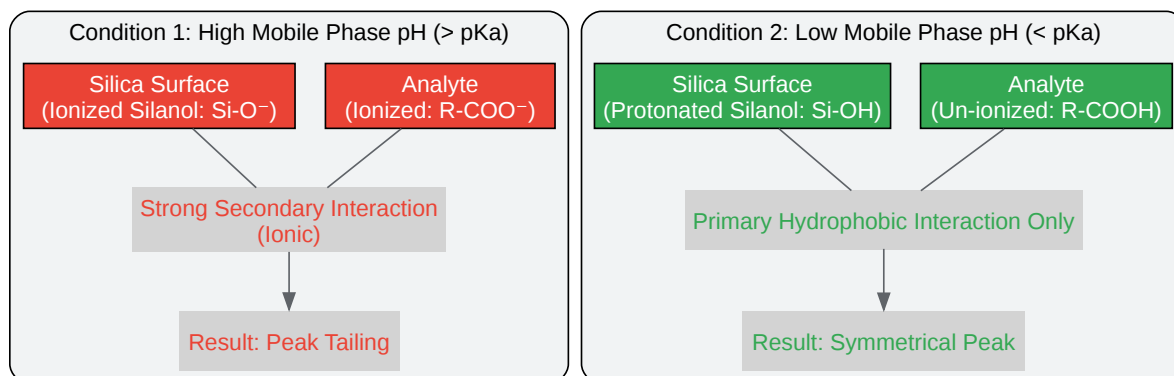 Condition 1: High Mobile Phase pH (> pKa)
Silica Surface
(Ionized Silanol: Si-O⁻)
Analyte
(Ionized: R-COO⁻)
Strong Secondary Interaction
(Ionic)
Result: Peak Tailing
Condition 2: Low Mobile Phase pH (< pKa)
Silica Surface
(Protonated Silanol: Si-OH)
Analyte
(Un-ionized: R-COOH)
Primary Hydrophobic Interaction Only
Result: Symmetrical Peak